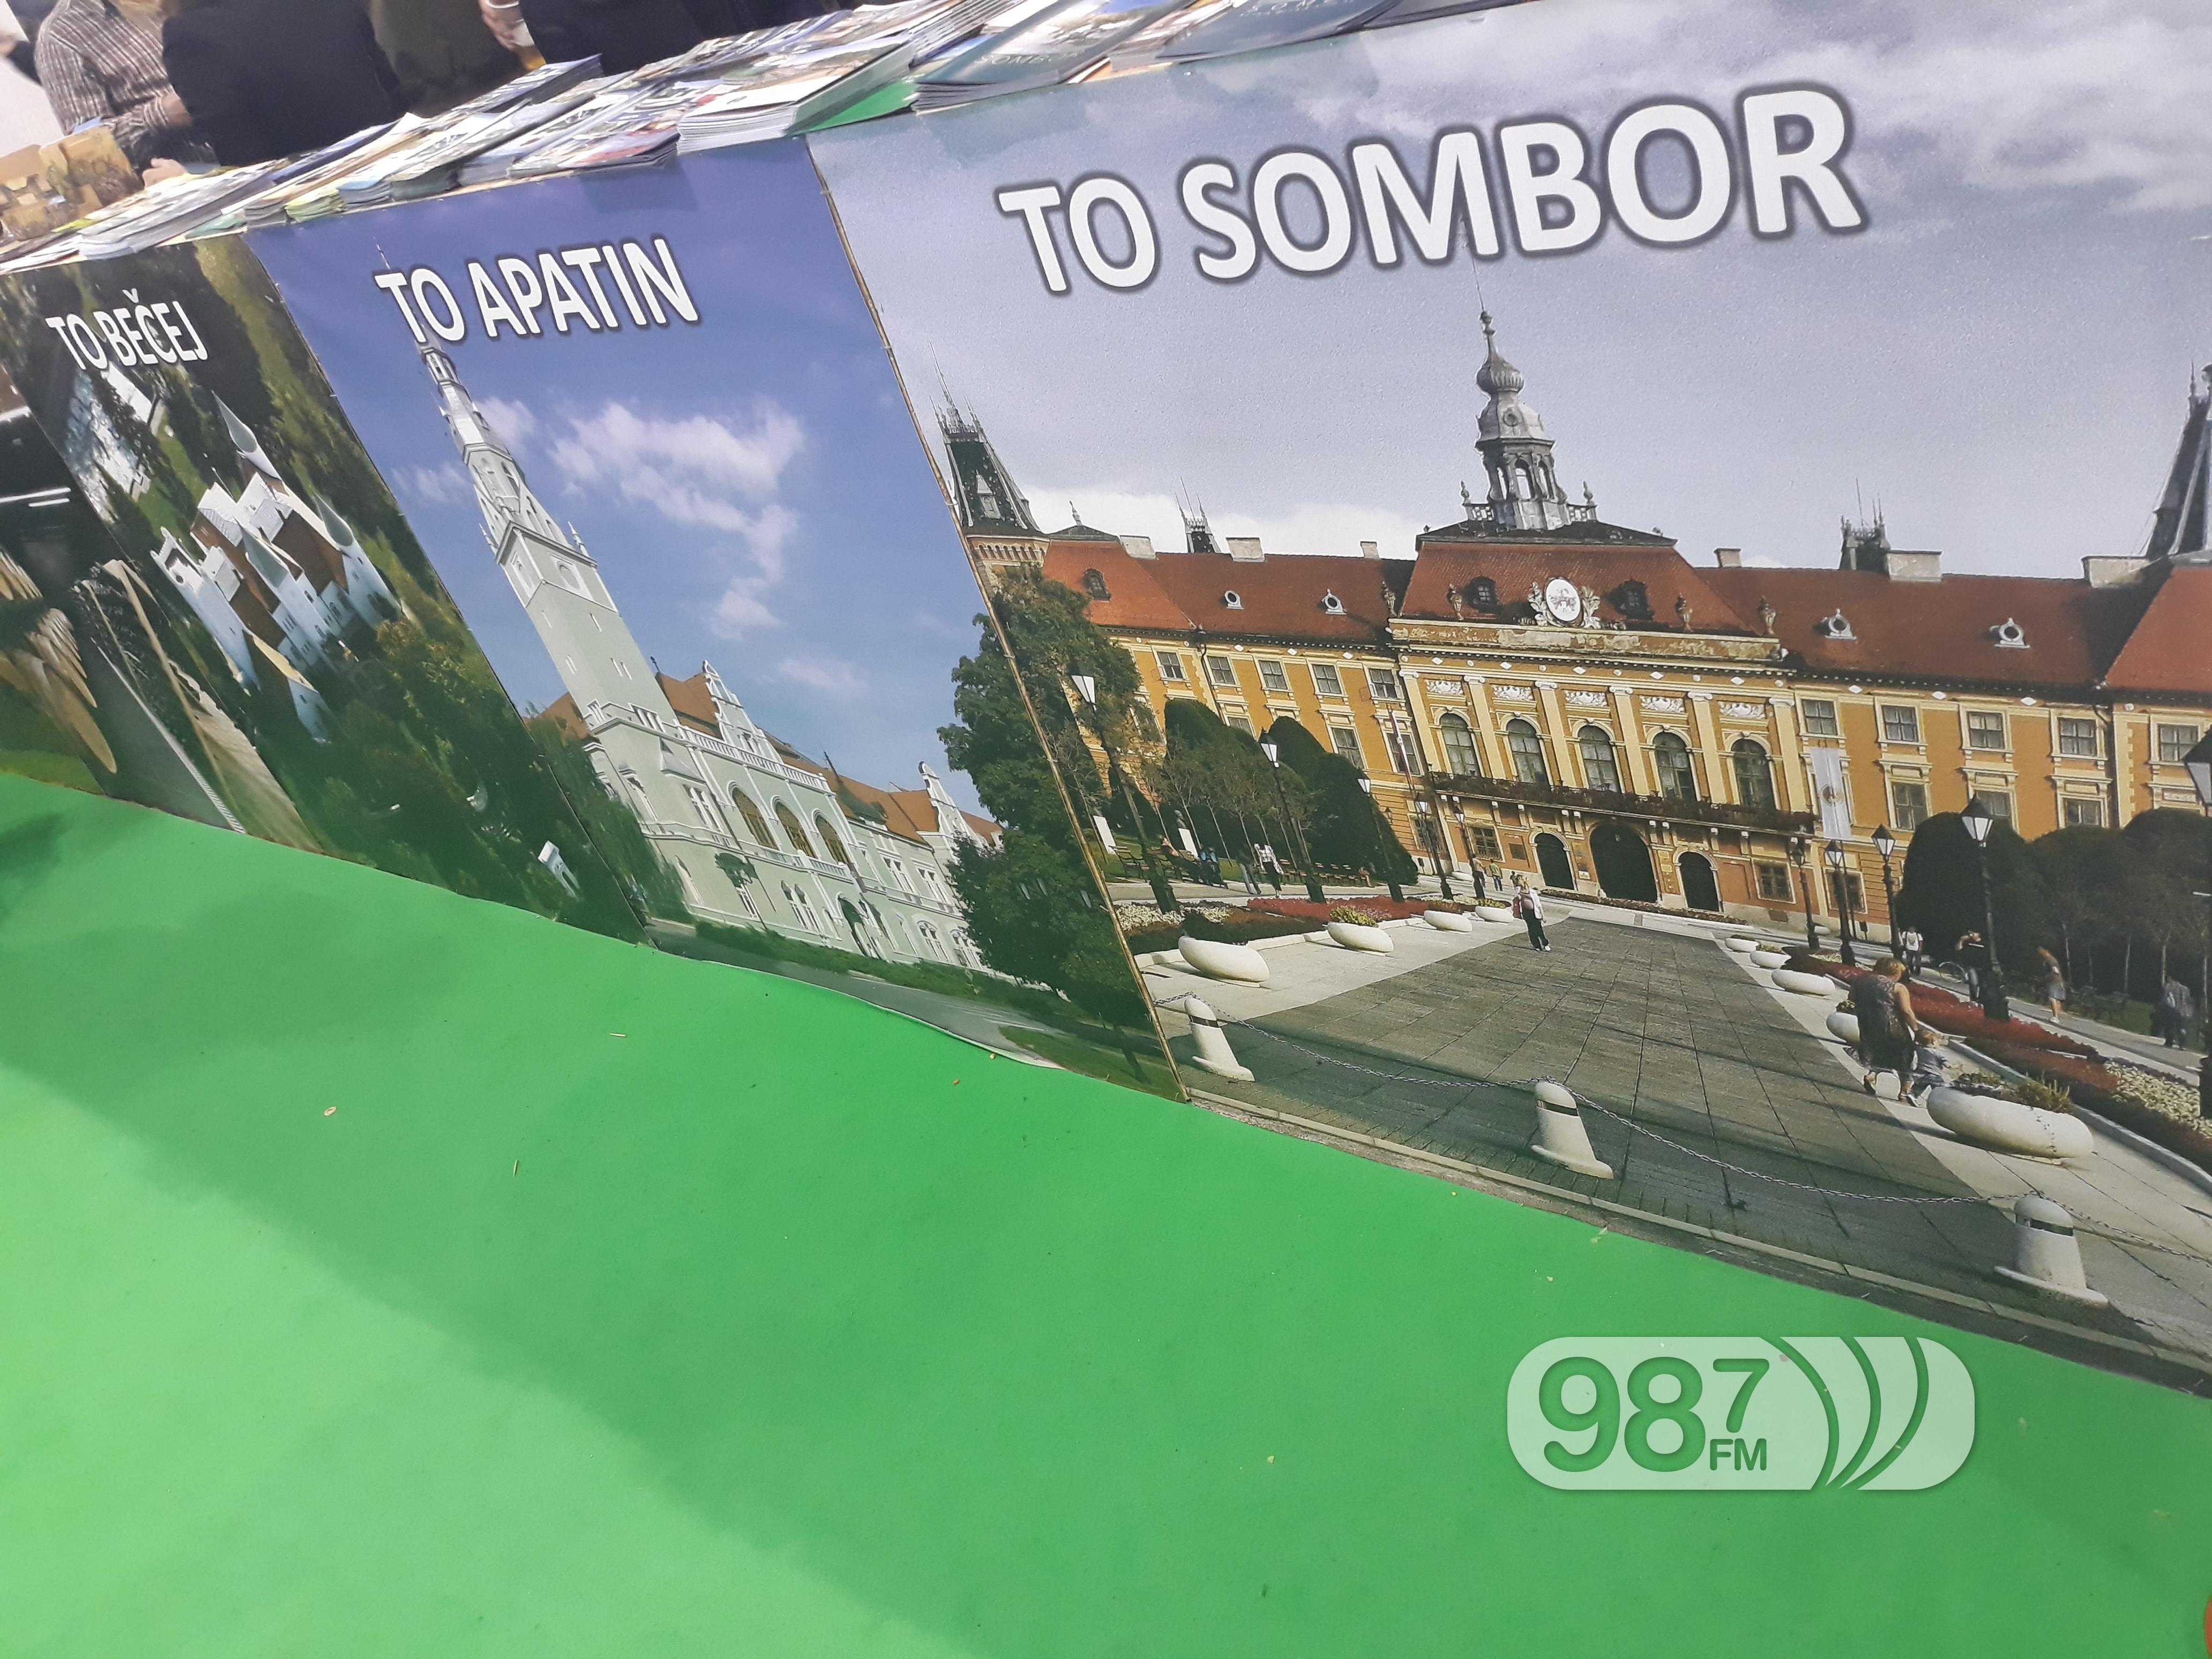 TO BEČEJ
TO APATIN
TO SOMBOR
987
FM